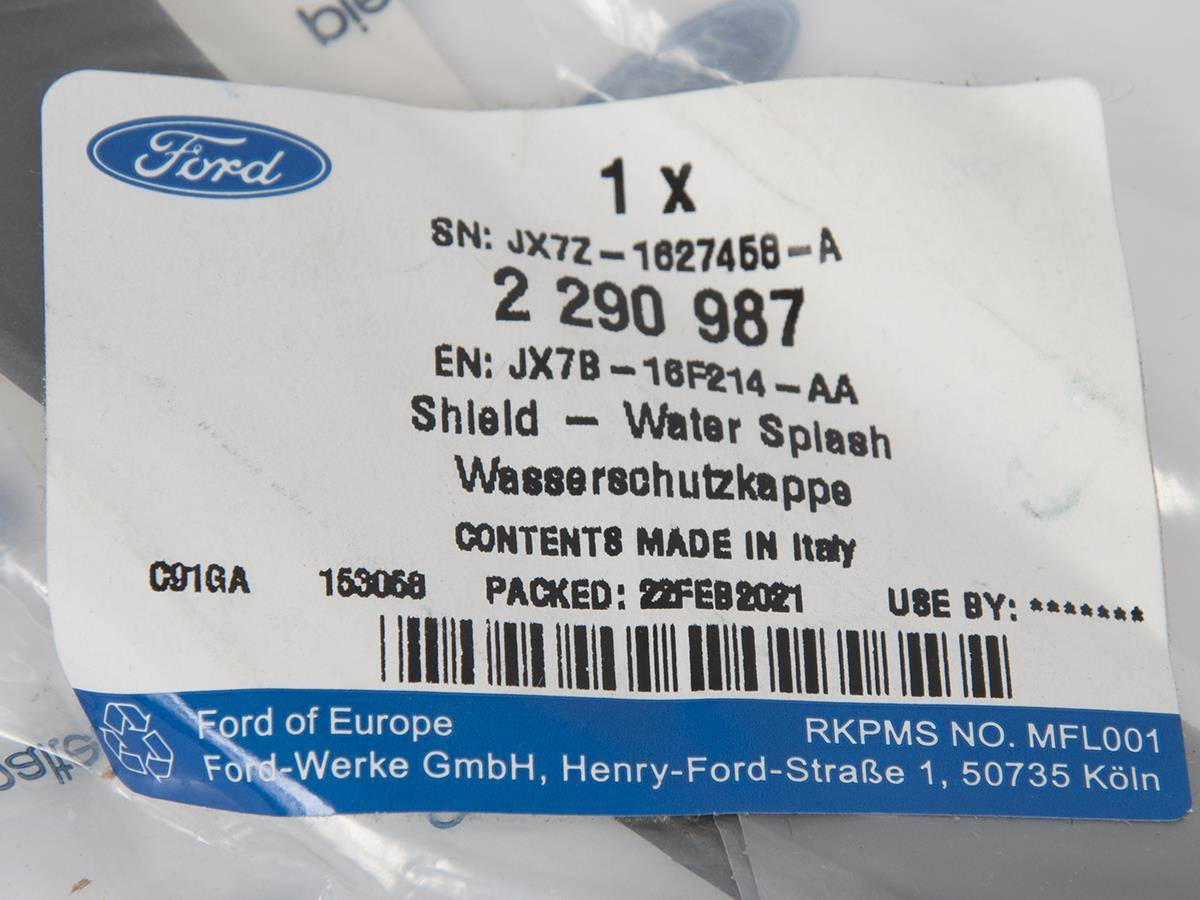 Ford
1 X
SN: JX7Z-1627458-A
2 290 987
EN: JX7B-16F214-AA
Shield - Water Splash
Wasserschutzkappe
CONTENTS MADE IN Italy
C91GA 153058 PACKED: 22FEB2021 USE BY: *******
Ford of Europe RKPMS NO. MFL001
Ford-Werke GmbH, Henry-Ford-Straße 1, 50735 Köln